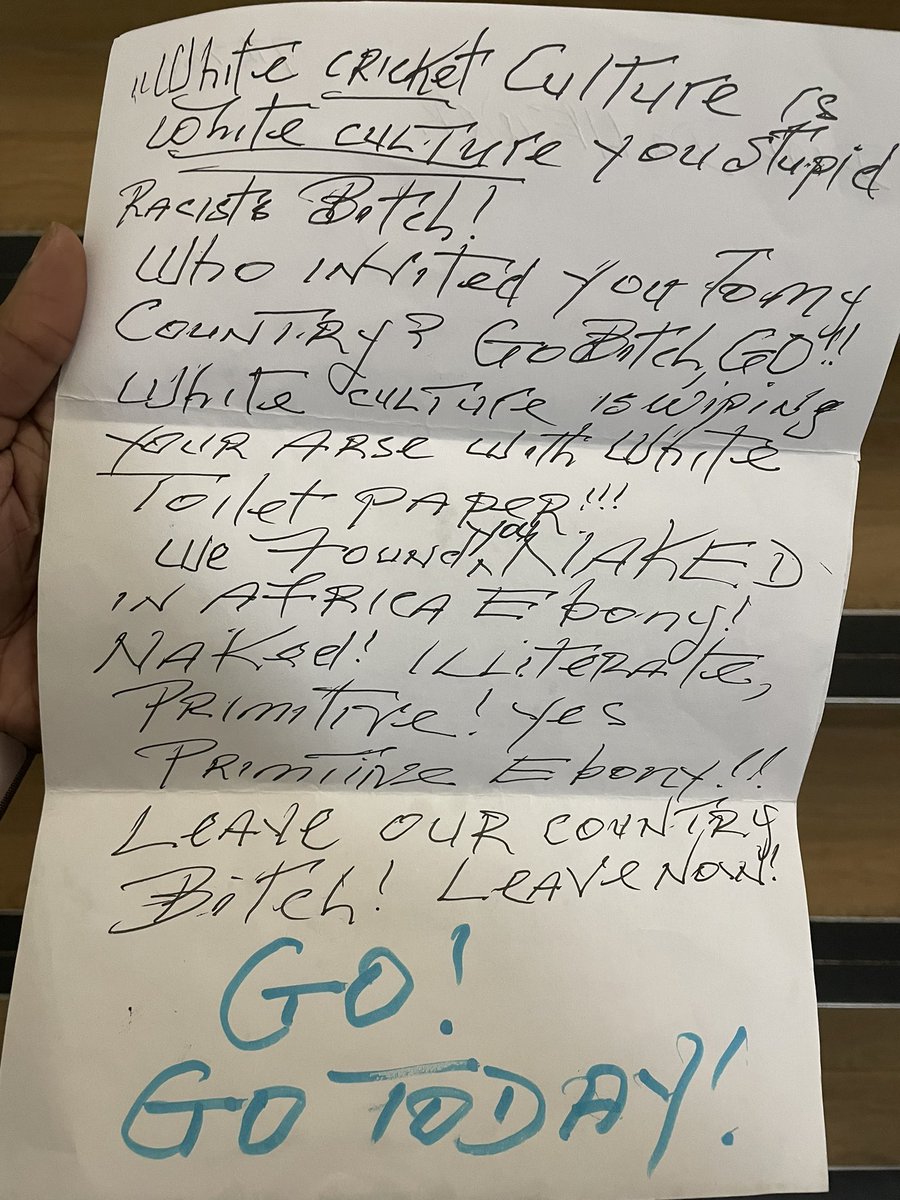 "White CRICKET Culture is
White CULTURE you Stupid
RACISTS Bitch!
Who INVITED you To my
COUNTRY? GO Bitch, GO!!!
White CULTURE IS WIPING
YOUR ARSE With White
Toilet PAPER!!!
We FOUND you NAKED
IN AFRICA Ebony!
NAKed! ILLiteRATe,
PRIMITIVE! yes
PRIMITIIVE Ebony!!!
LEAVE OUR COUNTRY
Bitch! LEAVE NOW!!
GO!
GO TODAY!